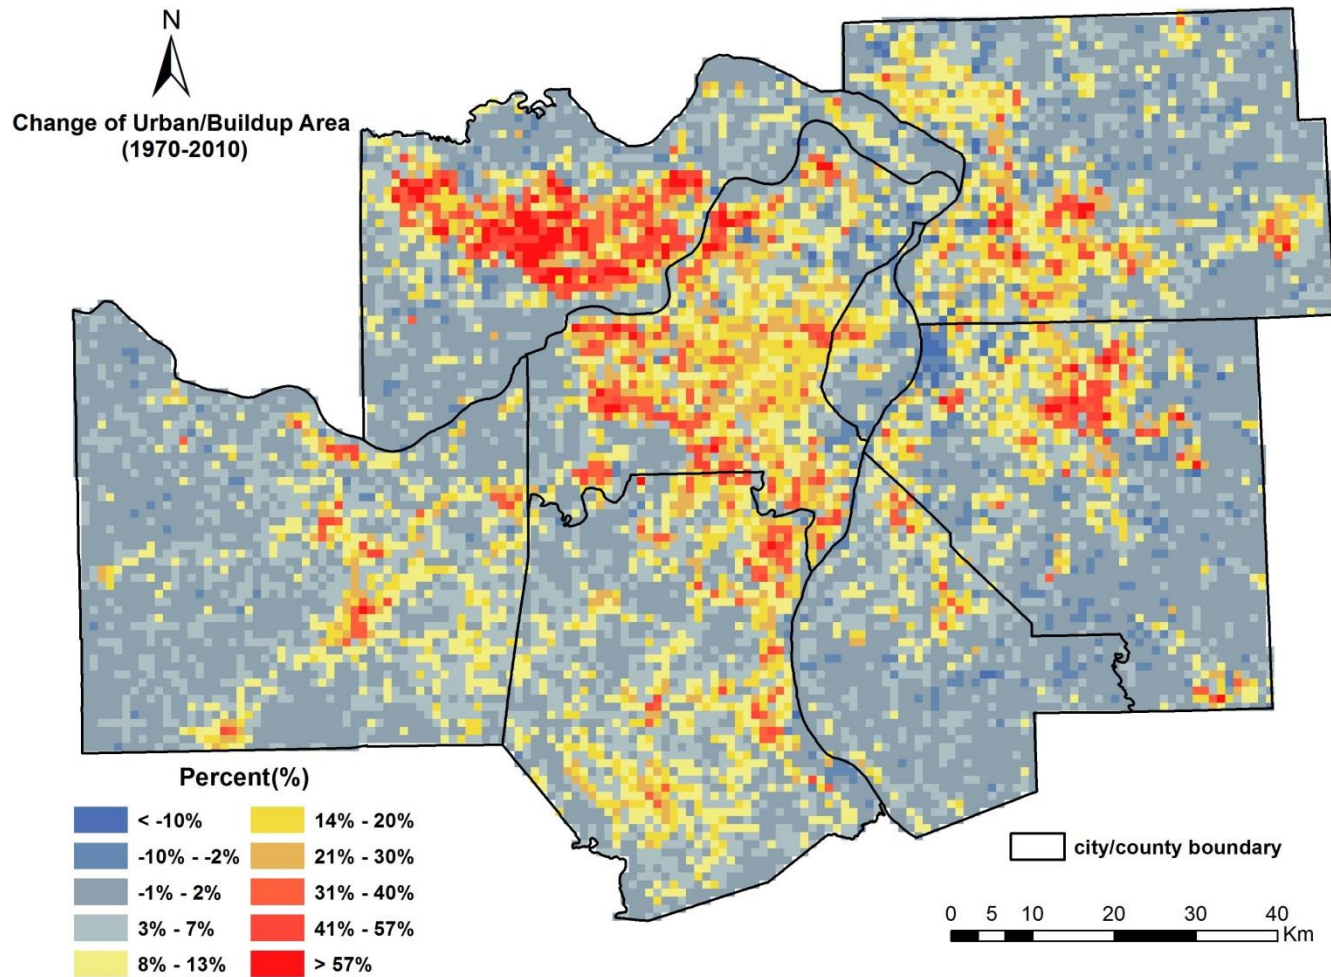 N
Change of Urban/Buildup Area
(1970-2010)
Percent(%)
< -10%
-10% - -2%
-1% - 2%
3% - 7%
8% - 13%
14% - 20%
21% - 30%
31% - 40%
41% - 57%
> 57%
city/county boundary
0 5 10 20 30 40
Km